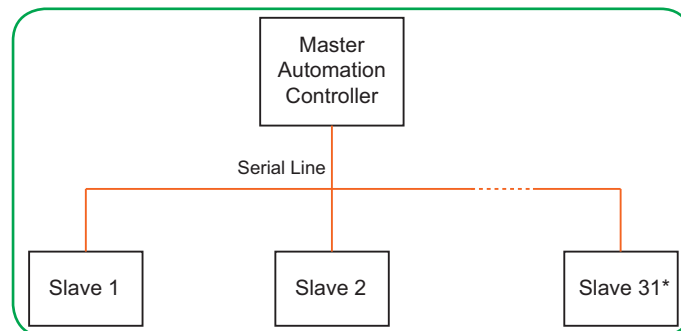 Master
Automation
Controller
Serial Line
Slave 1
Slave 2
Slave 31*